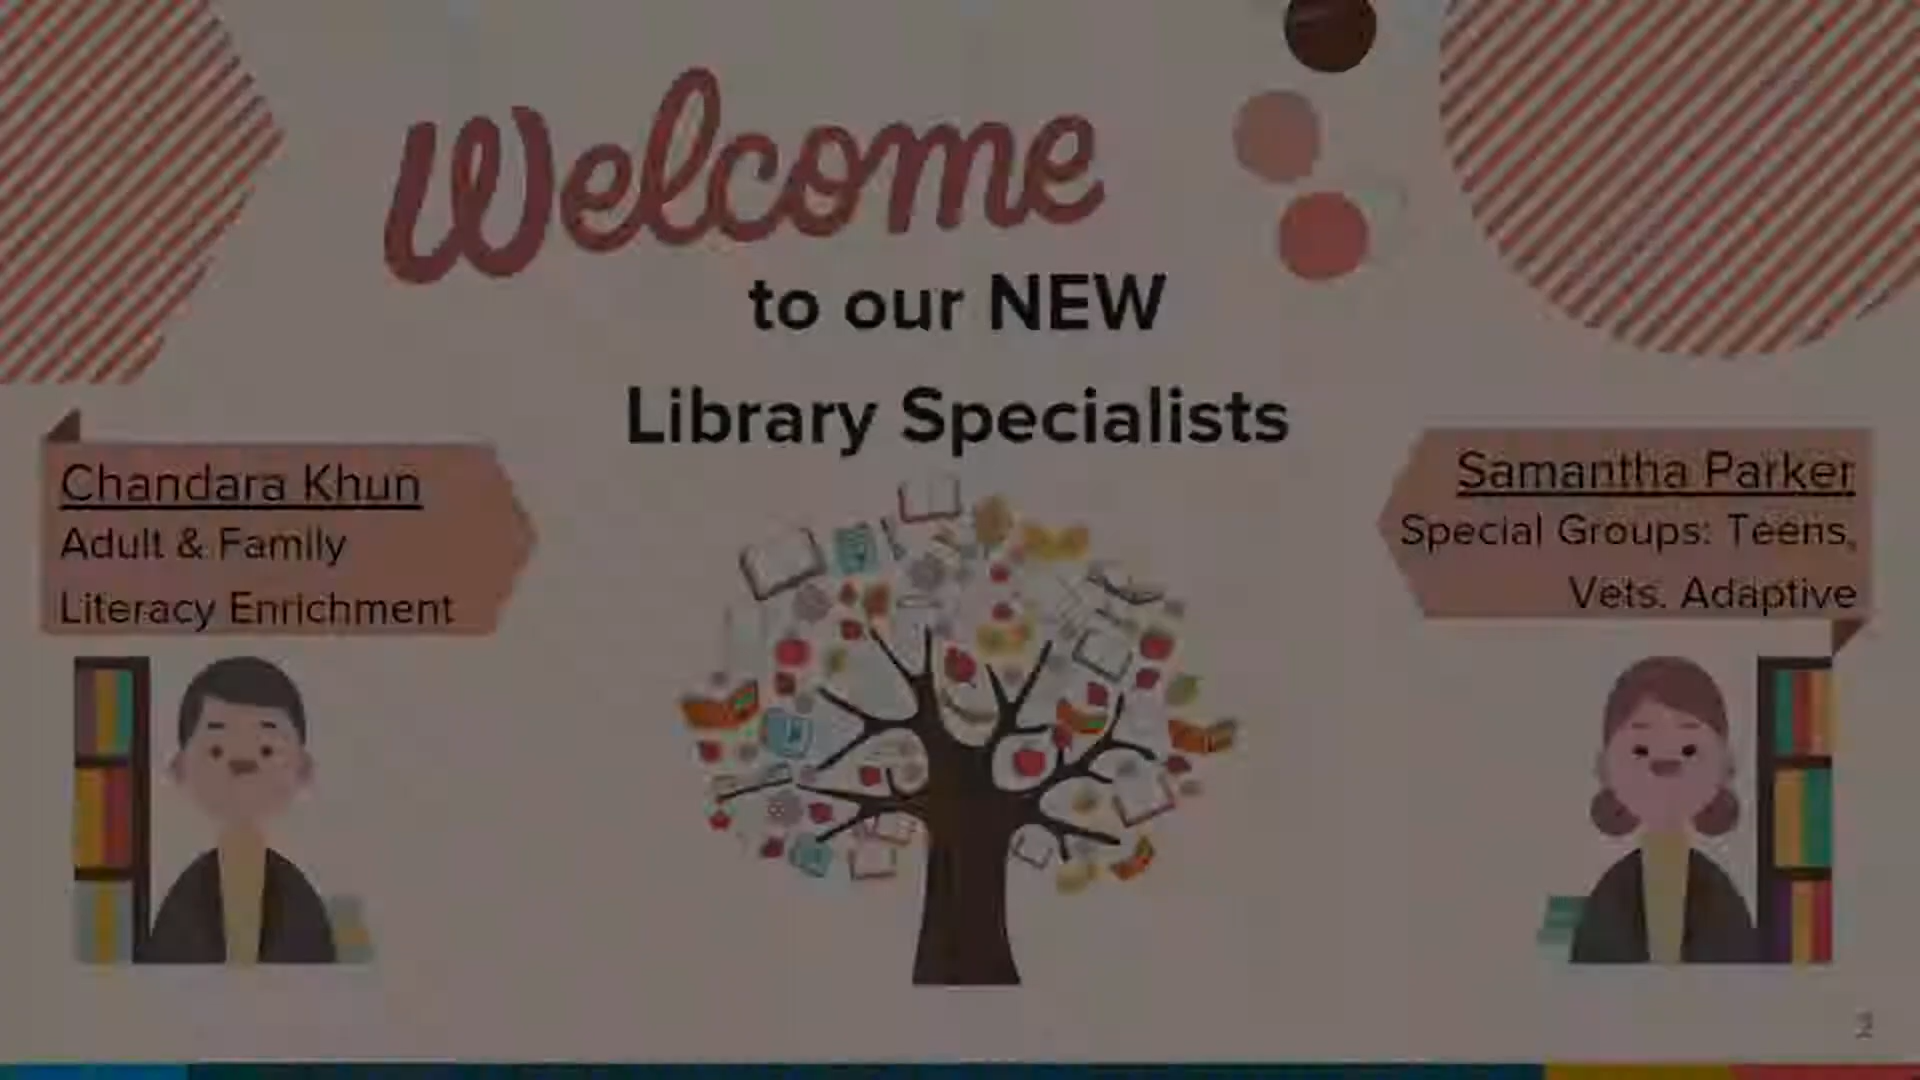 Welcome
to our NEW
Library Specialists
Chandara Khun
Adult & Family
Literacy Enrichment
Samantha Parker
Special Groups: Teens,
Vets. Adaptive
2